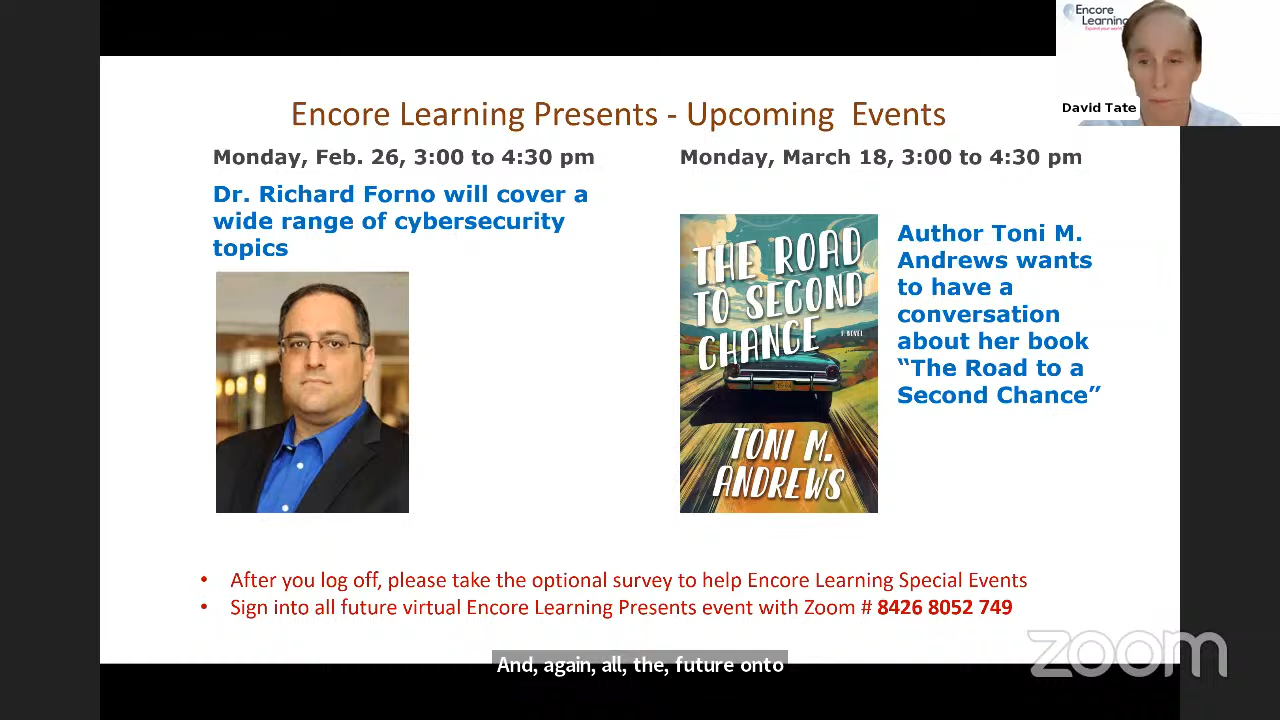 Encore
Learning
Expand your world
David Tate
Encore Learning Presents - Upcoming Events
Monday, Feb. 26, 3:00 to 4:30 pm
Dr. Richard Forno will cover a
wide range of cybersecurity
topics
Monday, March 18, 3:00 to 4:30 pm
THE ROAD
TO SECOND
CHANCE
A NOVEL
TONI M.
ANDREWS
Author Toni M.
Andrews wants
to have a
conversation
about her book
“The Road to a
Second Chance”
• After you log off, please take the optional survey to help Encore Learning Special Events
• Sign into all future virtual Encore Learning Presents event with Zoom # 8426 8052 749
zoom
And, again, all, the, future onto